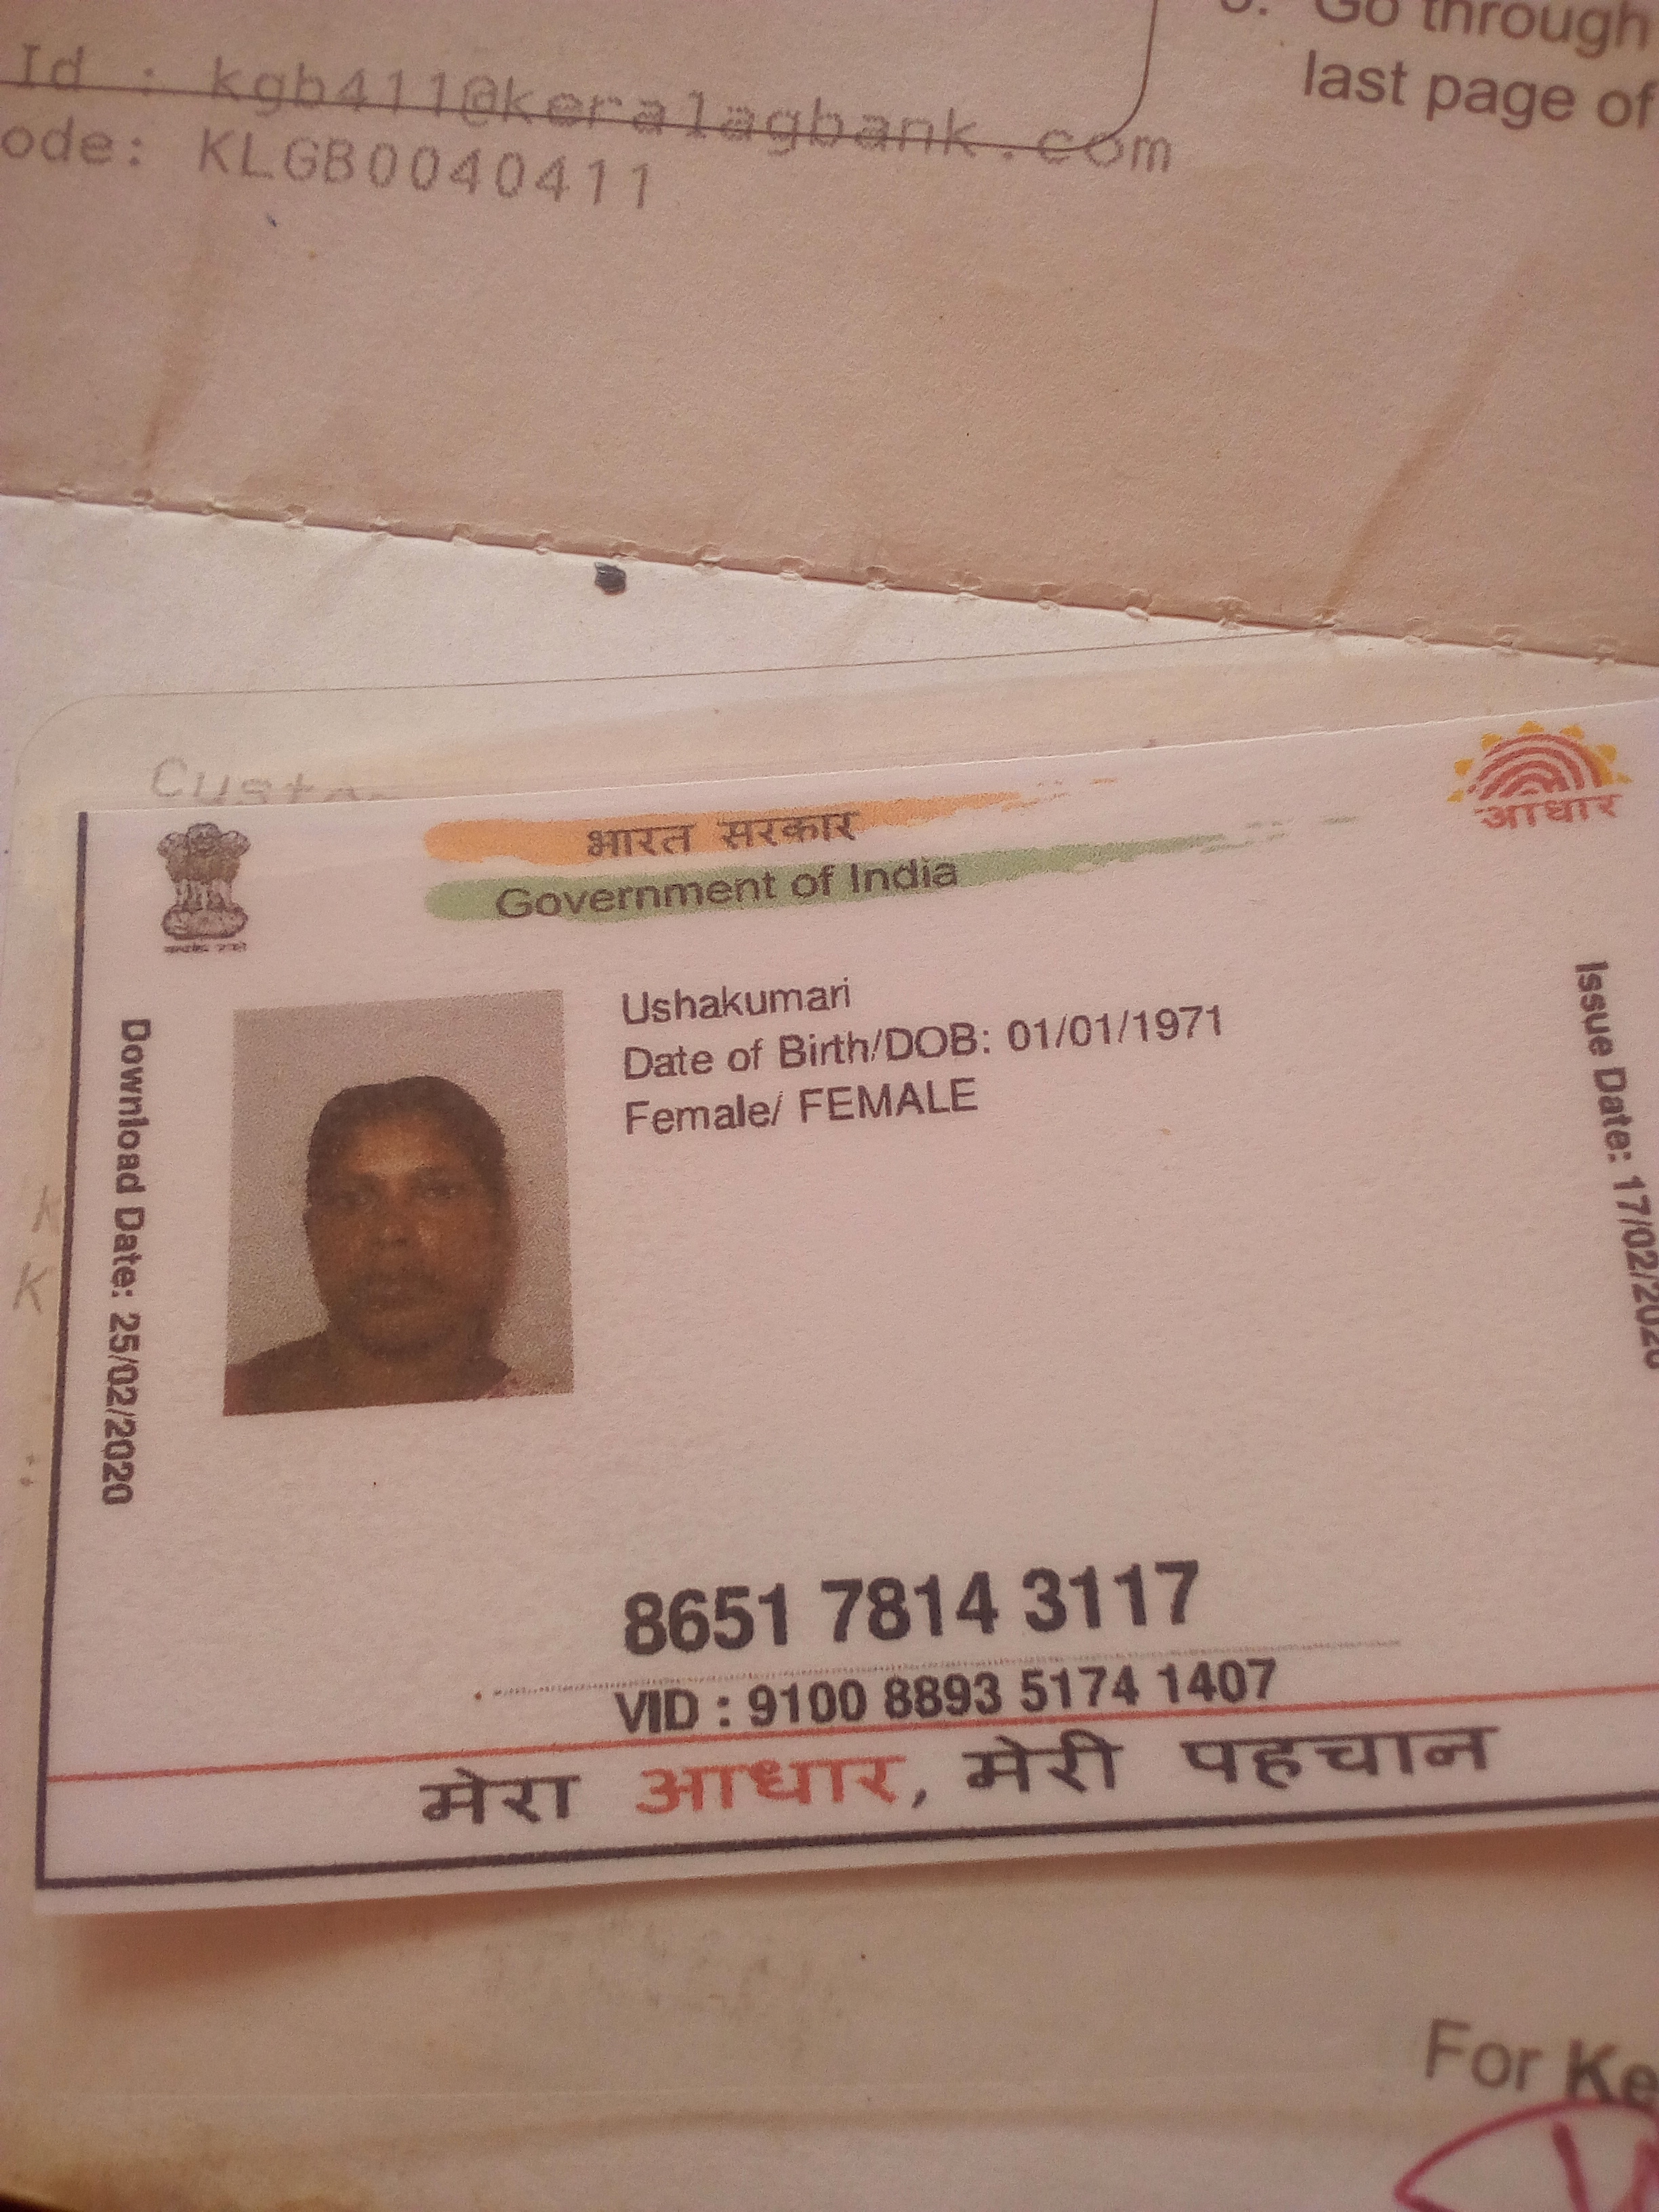 Go through
last page of
Id : kgb411@keralagbank.com
ode: KLGB0040411
भारत सरकार
Government of India
आधार
Ushakumari
Date of Birth/DOB: 01/01/1971
Female/ FEMALE
Download Date: 25/02/2020
Issue Date: 17/02/2020
8651 7814 3117
VID : 9100 8893 5174 1407
मेरा आधार, मेरी पहचान
For Ke